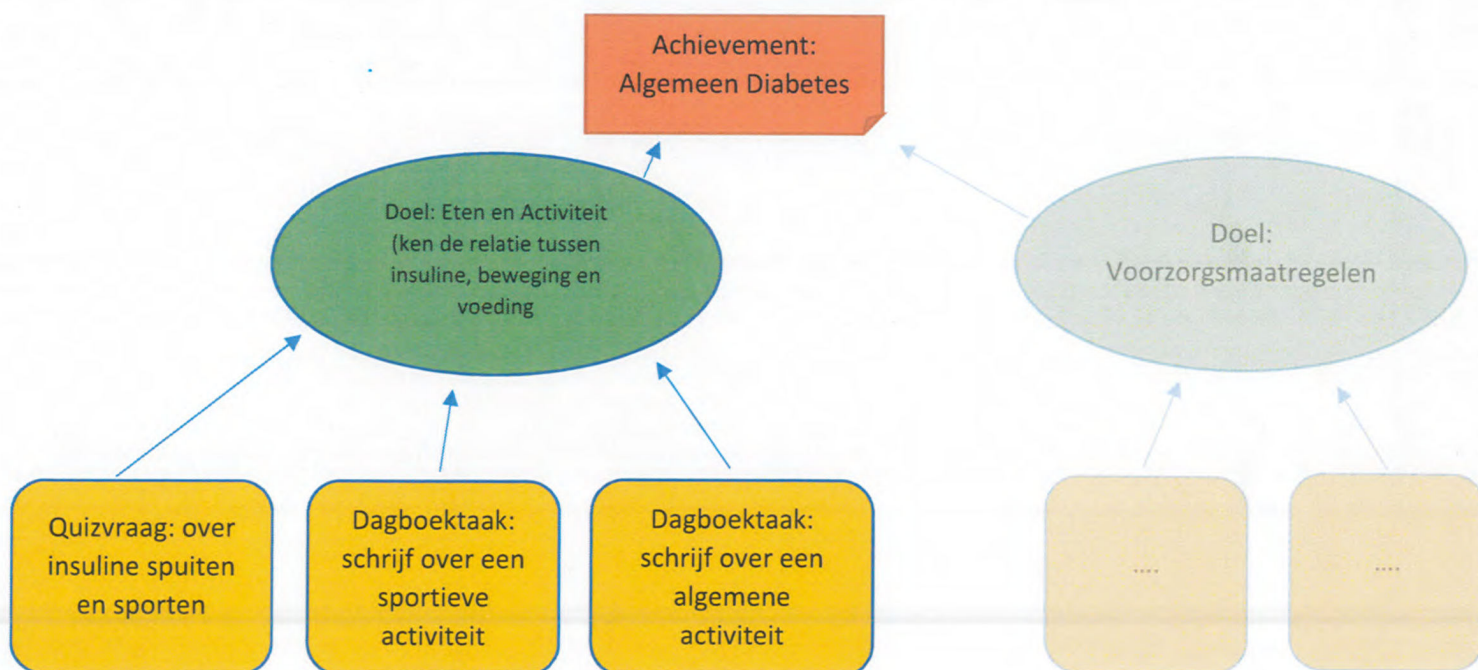 Achievement:
Algemeen Diabetes
Doel: Eten en Activiteit
(ken de relatie tussen
insuline, beweging en
voeding
Doel:
Voorzorgsmaatregelen
Quizvraag: over
insuline spuiten
en sporten
Dagboektaak:
schrijf over een
sportieve
activiteit
Dagboektaak:
schrijf over een
algemene
activiteit
....
....